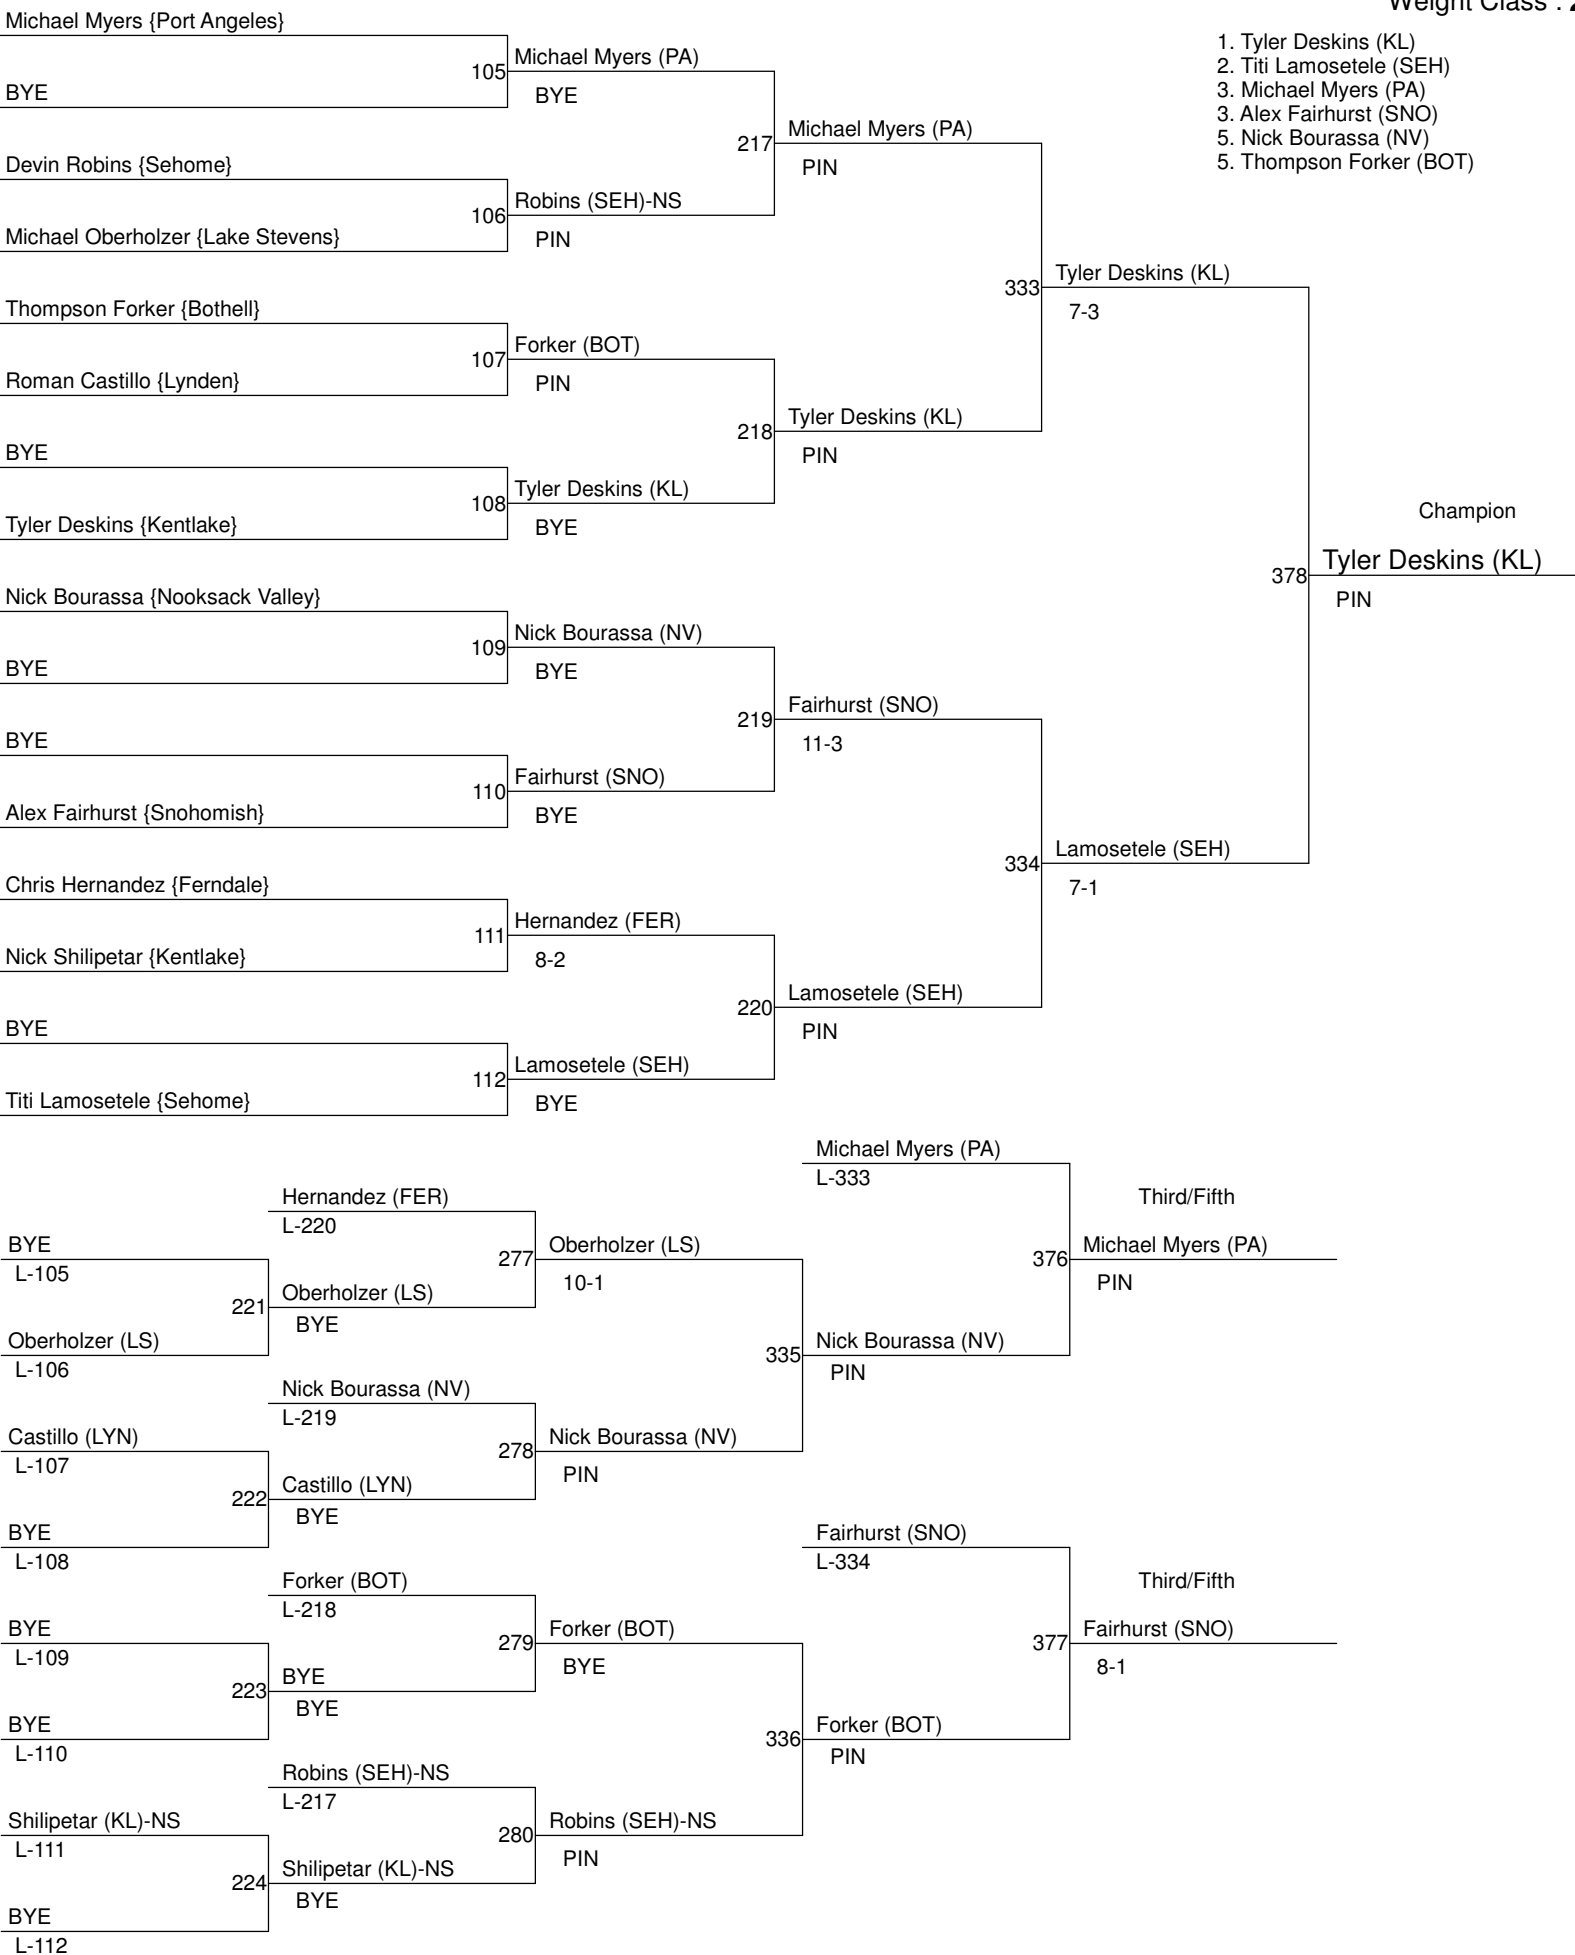 Weight Class :
1. Tyler Deskins (KL)
2. Titi Lamosetele (SEH)
3. Michael Myers (PA)
3. Alex Fairhurst (SNO)
5. Nick Bourassa (NV)
5. Thompson Forker (BOT)
Michael Myers {Port Angeles}
105
Michael Myers (PA)
BYE
BYE
217
Michael Myers (PA)
PIN
Devin Robins {Sehome}
106
Robins (SEH)-NS
PIN
Michael Oberholzer {Lake Stevens}
333
Tyler Deskins (KL)
7-3
Thompson Forker {Bothell}
107
Forker (BOT)
PIN
Roman Castillo {Lynden}
218
Tyler Deskins (KL)
PIN
BYE
108
Tyler Deskins (KL)
BYE
Tyler Deskins {Kentlake}
Champion
378
Tyler Deskins (KL)
PIN
Nick Bourassa {Nooksack Valley}
109
Nick Bourassa (NV)
BYE
BYE
219
Fairhurst (SNO)
11-3
BYE
110
Fairhurst (SNO)
BYE
Alex Fairhurst {Snohomish}
334
Lamosetele (SEH)
7-1
Chris Hernandez {Ferndale}
111
Hernandez (FER)
8-2
Nick Shilipetar {Kentlake}
220
Lamosetele (SEH)
PIN
BYE
112
Lamosetele (SEH)
BYE
Titi Lamosetele {Sehome}
Michael Myers (PA)
L-333
Hernandez (FER)
L-220
Third/Fifth
BYE
L-105
277
Oberholzer (LS)
10-1
376
Michael Myers (PA)
PIN
221
Oberholzer (LS)
BYE
Oberholzer (LS)
L-106
335
Nick Bourassa (NV)
PIN
Nick Bourassa (NV)
L-219
Castillo (LYN)
L-107
278
Nick Bourassa (NV)
PIN
222
Castillo (LYN)
BYE
BYE
L-108
Fairhurst (SNO)
L-334
Forker (BOT)
L-218
Third/Fifth
BYE
L-109
279
Forker (BOT)
BYE
377
Fairhurst (SNO)
8-1
223
BYE
BYE
BYE
L-110
336
Forker (BOT)
PIN
Robins (SEH)-NS
L-217
Shilipetar (KL)-NS
L-111
280
Robins (SEH)-NS
PIN
224
Shilipetar (KL)-NS
BYE
BYE
L-112